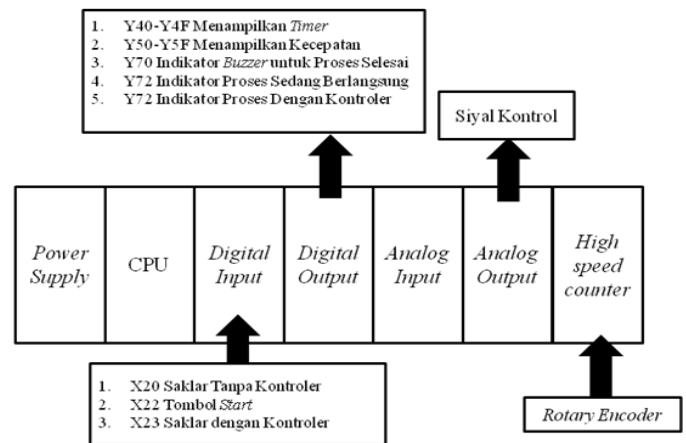 1. Y40-Y4F Menampilkan Timer
2. Y50-Y5F Menampilkan Kecepatan
3. Y70 Indikator Buzzer untuk Proses Selesai
4. Y72 Indikator Proses Sedang Berlangsung
5. Y72 Indikator Proses Dengan Kontroler
Siyal Kontrol
Power
Supply
CPU
Digital
Input
Digital
Output
Analog
Input
Analog
Output
High
speed
counter
1. X20 Saklar Tanpa Kontroler
2. X22 Tombol Start
3. X23 Saklar dengan Kontroler
Rotary Encoder